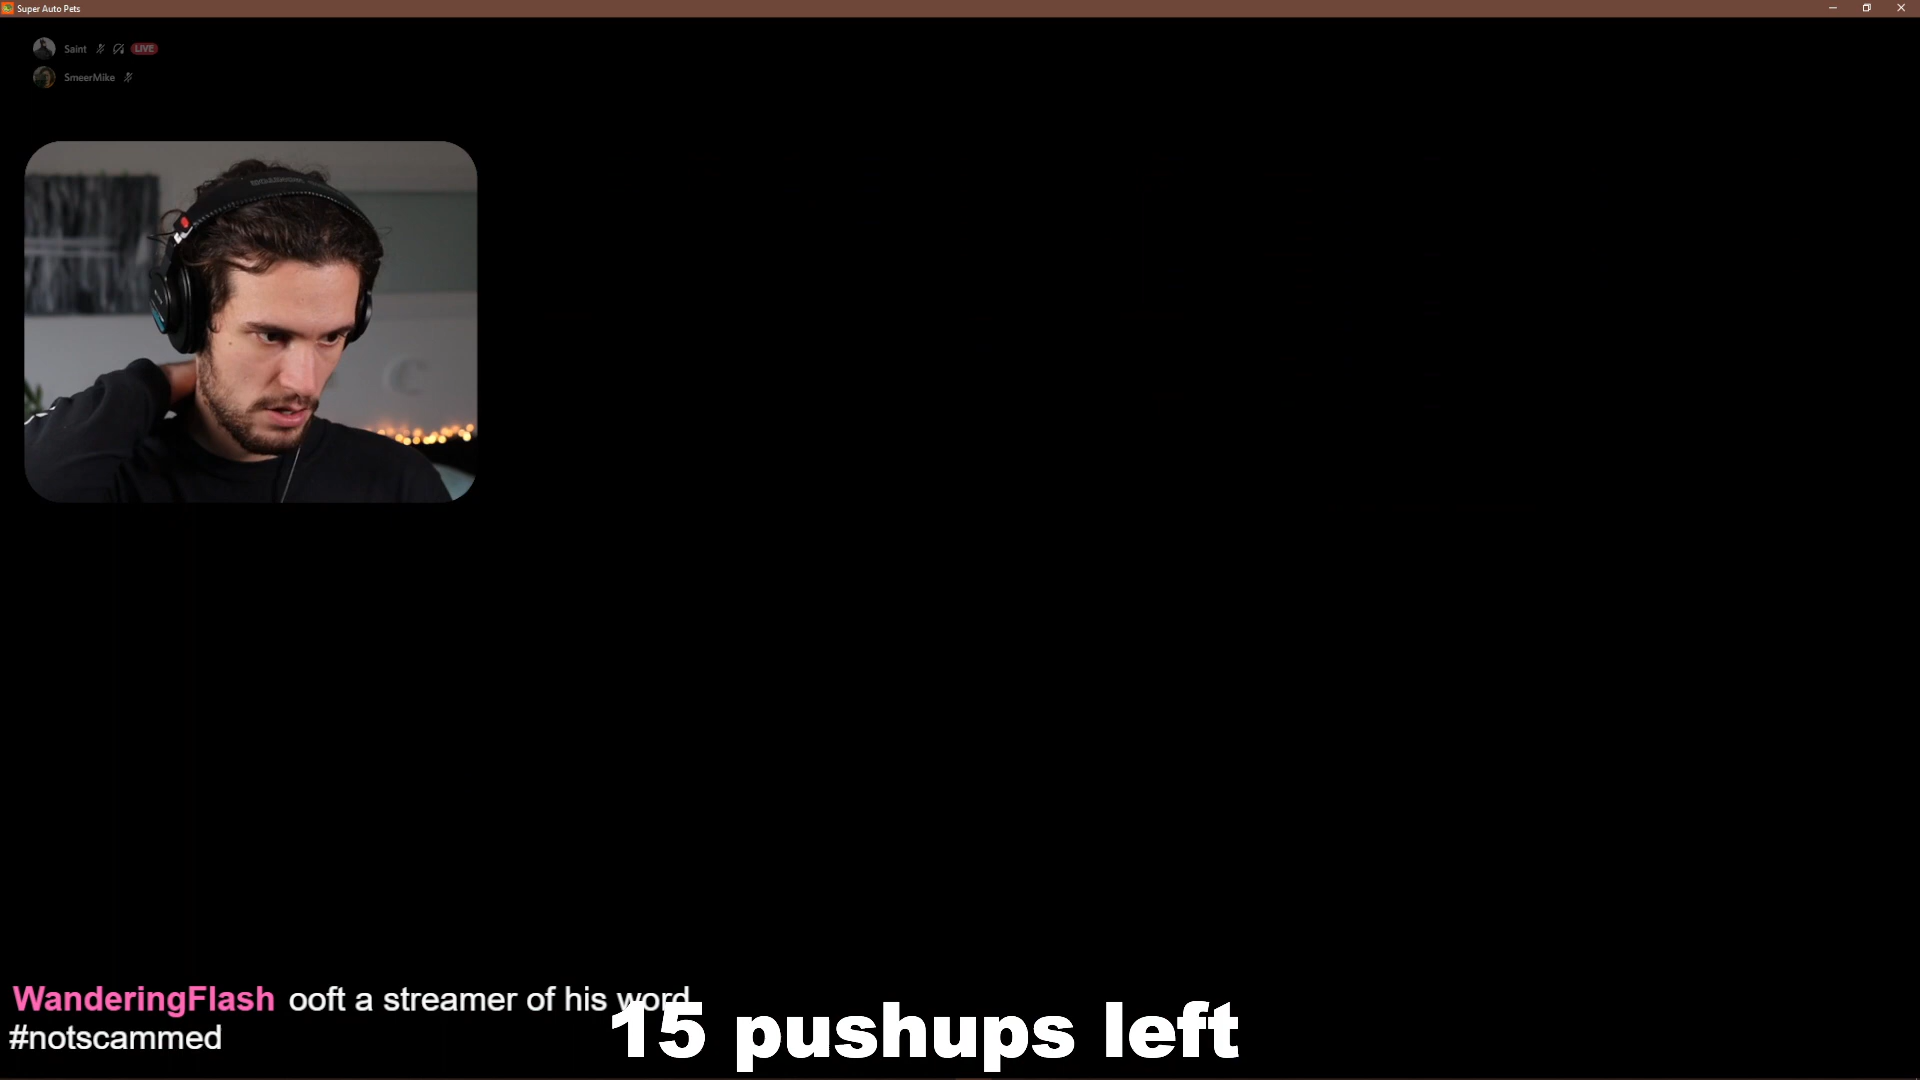 Super Auto Pets
Saint LIVE
SmeerMike
WanderingFlash ooft a streamer of his word
#notscammed
15 pushups left